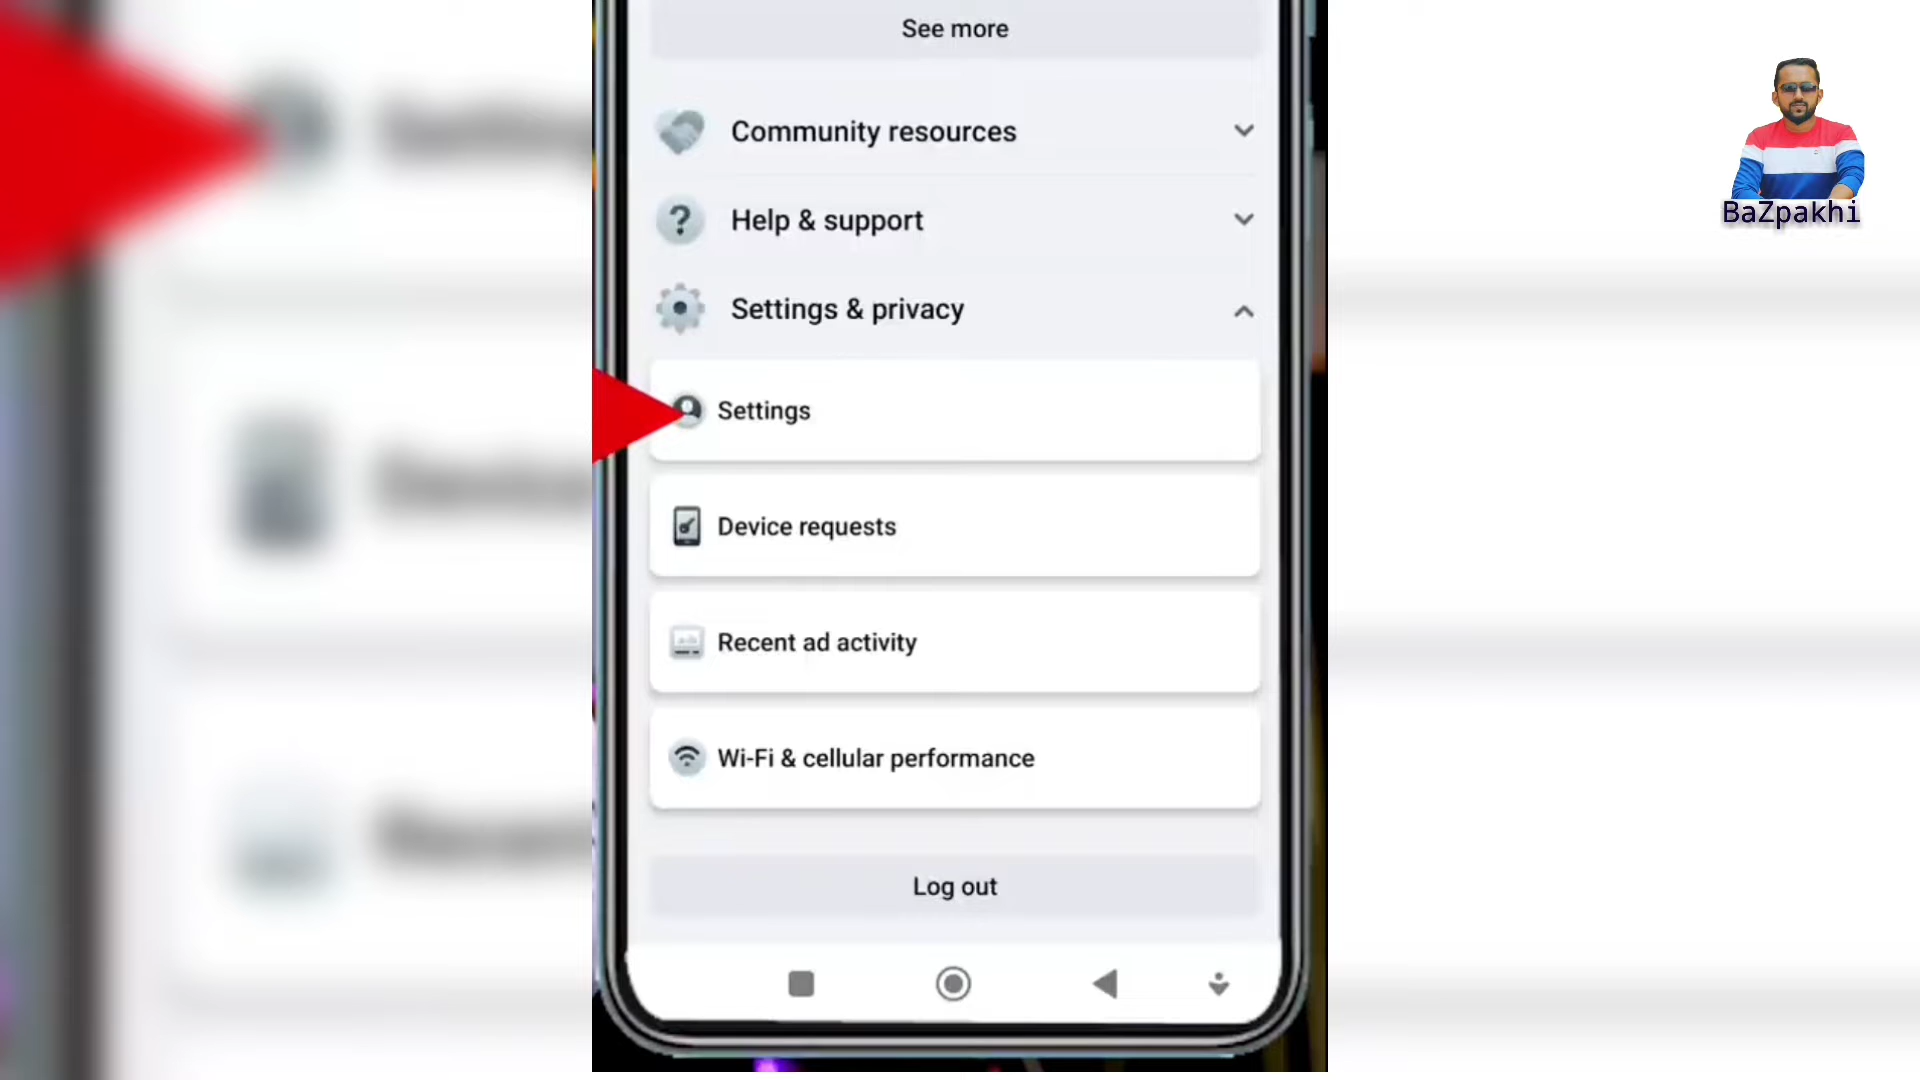 See more
Community resources
Help & support
Settings & privacy
Settings
Device requests
Recent ad activity
Wi-Fi & cellular performance
Log out
BaZpakhi